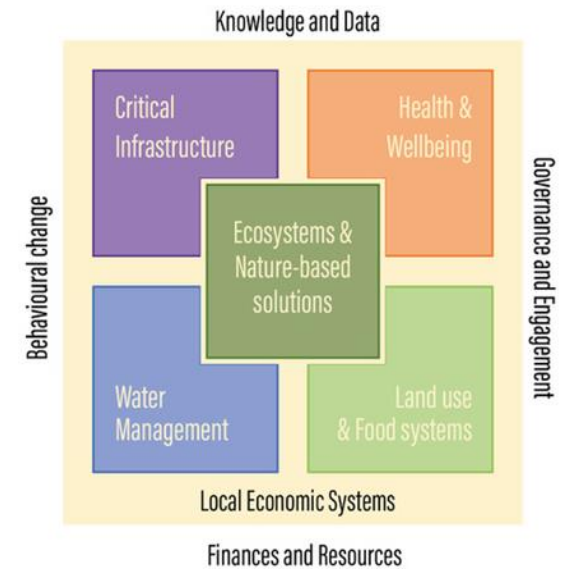 Knowledge and Data
Critical
Infrastructure
Health &
Wellbeing
Behavioural change
Ecosystems &
Nature-based
solutions
Governance and Engagement
Water
Management
Land use
& Food systems
Local Economic Systems
Finances and Resources